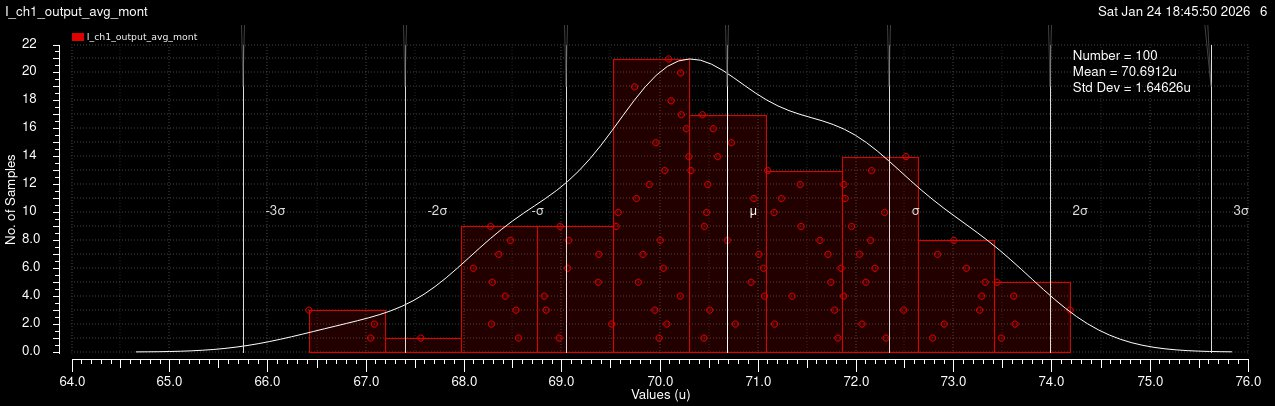 I_ch1_output_avg_mont
Sat Jan 24 18:45:50 2026 6
I_ch1_output_avg_mont
Number = 100
Mean = 70.6912u
Std Dev = 1.64626u
22
20
18
16
14
12
10
8.0
6.0
4.0
2.0
0.0
No. of Samples
-3σ
-2σ
-σ
μ
σ
2σ
3σ
64.0
65.0
66.0
67.0
68.0
69.0
70.0
71.0
72.0
73.0
74.0
75.0
76.0
Values (u)